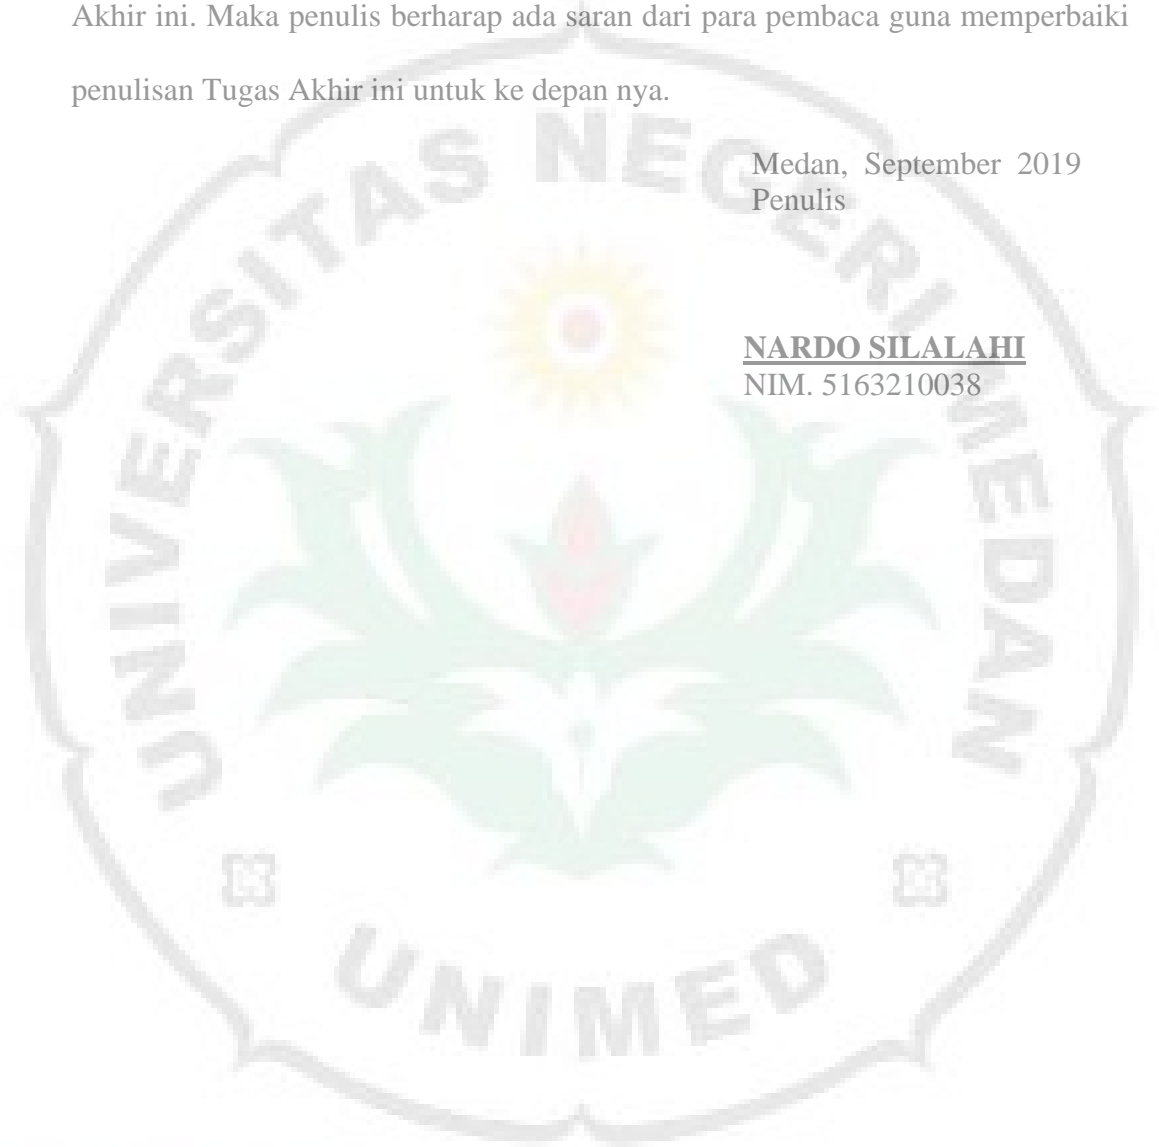 Akhir ini. Maka penulis berharap ada saran dari para pembaca guna memperbaiki
penulisan Tugas Akhir ini untuk ke depan nya.
Medan, September 2019
Penulis
NARDO SILALAHI
NIM. 5163210038
UNIVERSITAS NEGERI MEDAN
UNIMED